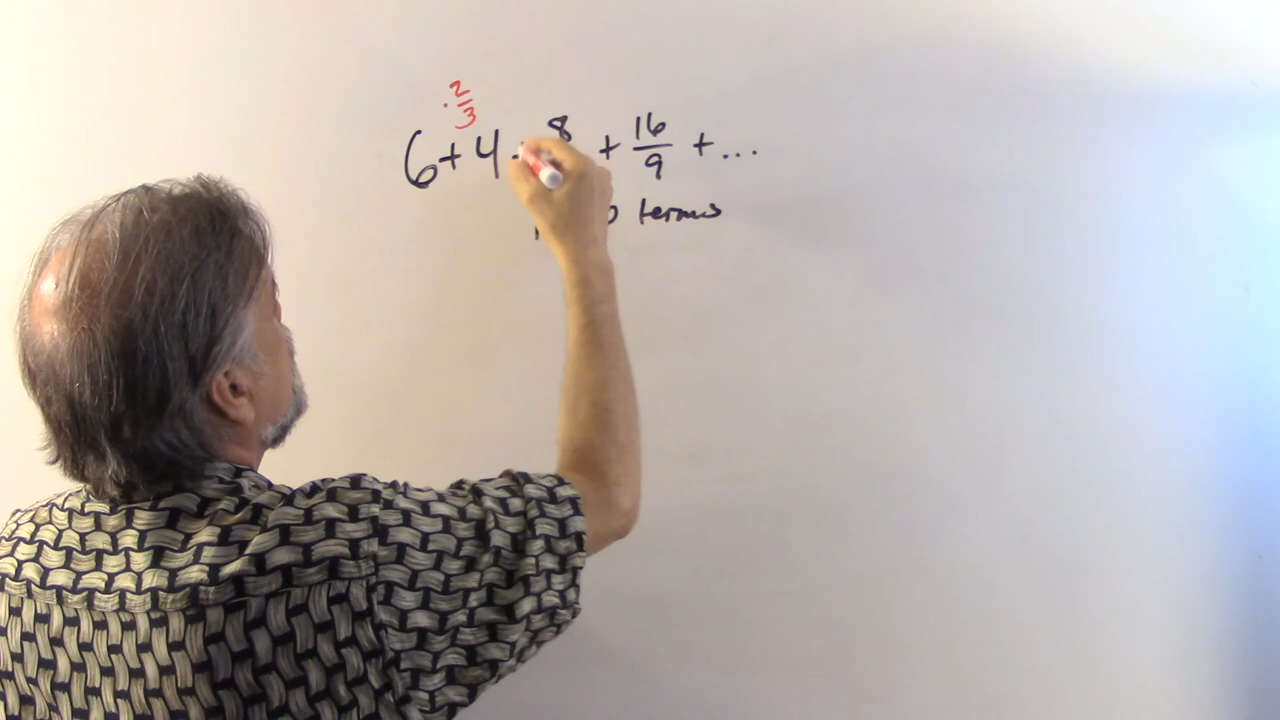 · 2/3
6 + 4 8 + 16/9 + ...
terms